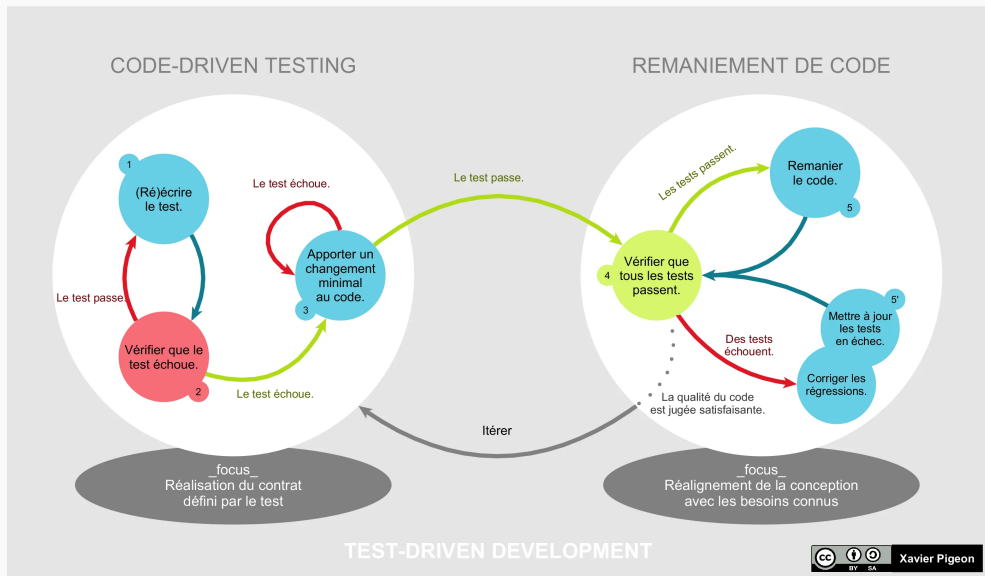 CODE-DRIVEN TESTING
REMANIEMENT DE CODE
1
(Ré)écrire
le test.
Le test échoue.
Le test passe.
Les tests passent.
Remanier
le code.
5
Apporter un
changement
minimal
au code.
3
4
Vérifier que
tous les tests
passent.
Le test passe.
5'
Mettre à jour
les tests
en échec.
Vérifier que le
test échoue.
2
Le test échoue.
Des tests
échouent.
Corriger les
régressions.
La qualité du code
est jugée satisfaisante.
Itérer
_focus_
Réalisation du contrat
défini par le test
_focus_
Réalignement de la conception
avec les besoins connus
TEST-DRIVEN DEVELOPMENT
cc
BY SA
Xavier Pigeon